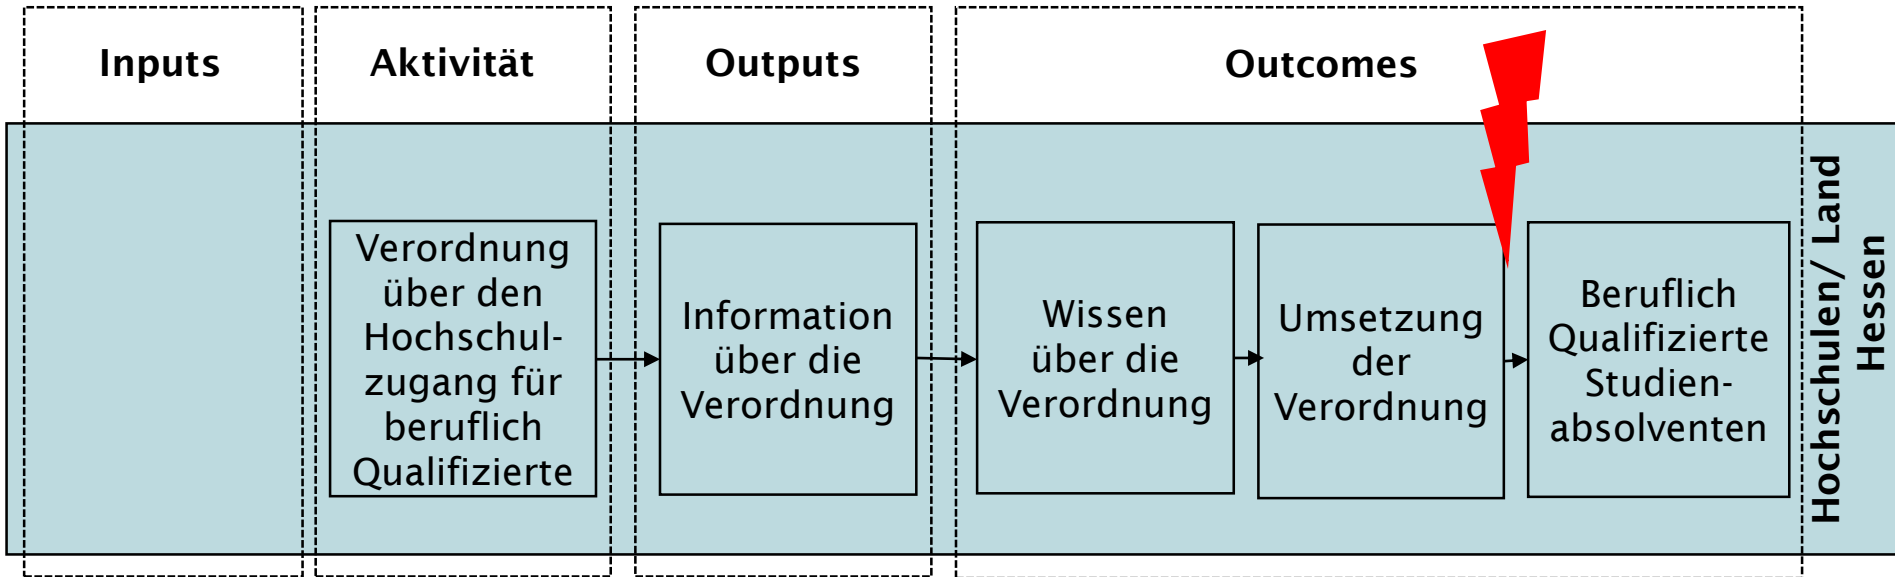 Inputs
Aktivität
Outputs
Outcomes
Verordnung
über den
Hochschul-
zugang für
beruflich
Qualifizierte
Information
über die
Verordnung
Wissen
über die
Verordnung
Umsetzung
der
Verordnung
Beruflich
Qualifizierte
Studien-
absolventen
Hochschulen/ Land
Hessen